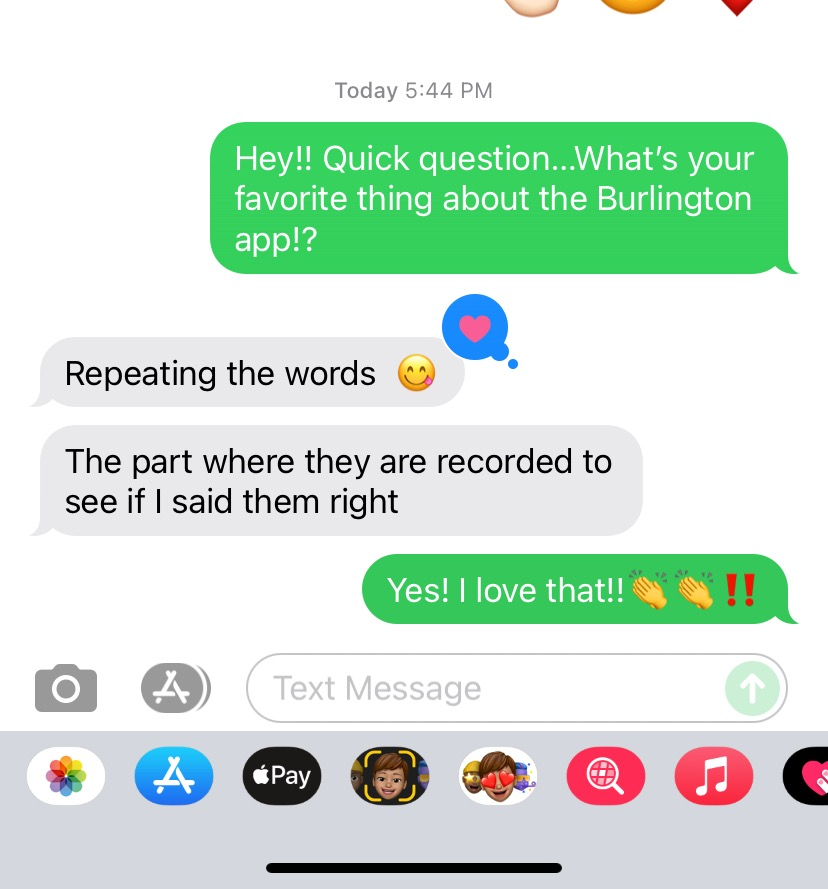 Today 5:44 PM
Hey!! Quick question...What's your
favorite thing about the Burlington
app!?
Repeating the words 😋
The part where they are recorded to
see if I said them right
Yes! I love that!!👏👏‼️
Text Message
Pay